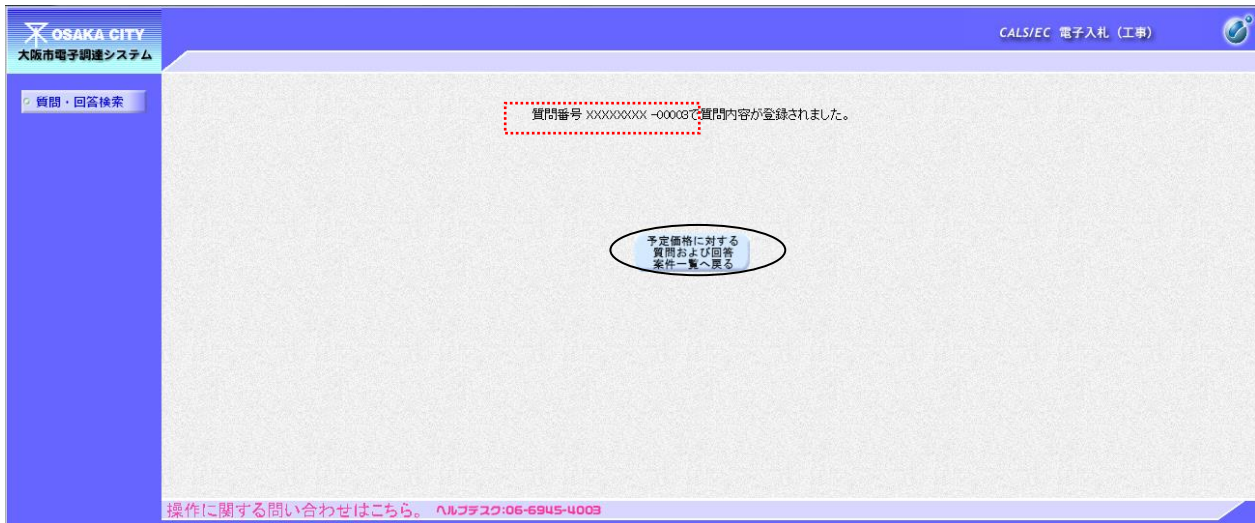 OSAKA CITY
大阪市電子調達システム
CALS/EC 電子入札（工事）
質問・回答検索
質問番号 XXXXXXXX -00003で質問内容が登録されました。
予定価格に対する
質問および回答
案件一覧へ戻る
操作に関する問い合わせはこちら。 ヘルプデスク:06-6945-4003